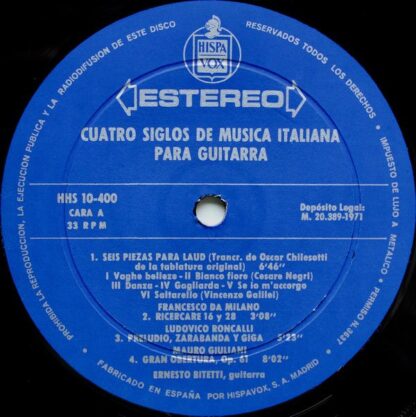 RESERVADOS TODOS LOS DERECHOS - IMPUESTO DE LUJO A METALICO - PERMISO N. 3637
PROHIBIDA LA REPRODUCCION, LA EJECUCION PUBLICA Y LA RADIODIFUSION DE ESTE DISCO
HISPA
VOX
ESTEREO
CUATRO SIGLOS DE MUSICA ITALIANA
PARA GUITARRA
HHS 10-400
CARA A
33 RPM
Depósito Legal:
M. 20.389-1971
1. SEIS PIEZAS PARA LAUD (Trancr. de Oscar Chilesotti
de la tablatura original) 6'46"
I Vaghe belleze - II Bianco fiore (Cesare Negri)
III Danza - IV Gagliarda - V Se io m'accorgo
VI Saltarello (Vincenzo Galilei)
FRANCESCO DA MILANO
2. RICERCARE 16 y 28 3'08"
LUDOVICO RONCALLI
3. PRELUDIO, ZARABANDA Y GIGA 5'25"
MAURO GIULIANI
4. GRAN OBERTURA, Op. 61 8'02"
ERNESTO BITETTI, guitarra
FABRICADO EN ESPAÑA POR HISPAVOX, S. A. MADRID